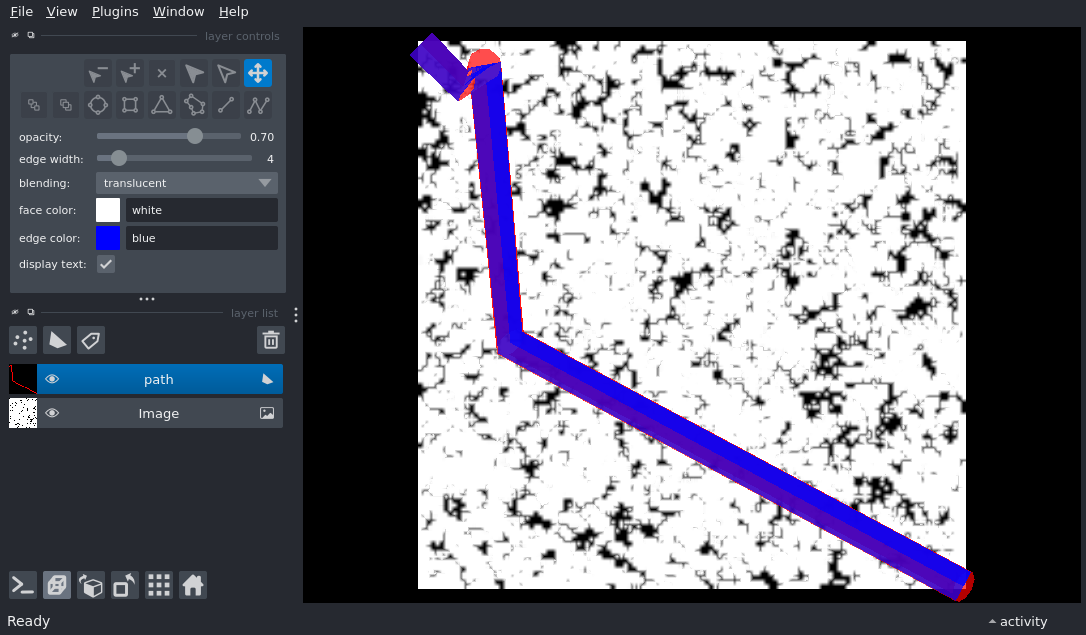 File View Plugins Window Help
layer controls
opacity: 0.70
edge width: 4
blending: translucent
face color: white
edge color: blue
display text:
layer list
path
Image
Ready
activity